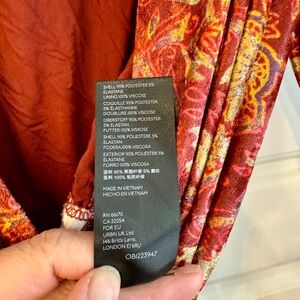 SHELL 95% POLYESTER 5%
ELASTANE
LINING 100% VISCOSE
COQUILLE 95% POLYESTER
5% ELASTHANNE
DOUBLURE 100% VISCOSE
OBERSTOFF 95% POLYESTER
5% ELASTAN
FUTTER 100% VISKOSE
SHELL 95% POLIESTERE 5%
ELASTAN
FODERA 100% VISCOSA
EXTERIOR 95% POLIÉSTER
5% ELASTANO
FORRO 100% VISCOSA
MADE IN VIETNAM
HECHO EN VIETNAM
RN 66170
CA 32054
FOR EU
URBN UK Ltd
146 Brick Lane,
LONDON E1 6RU
OB1223947